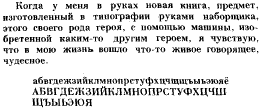 Когда у меня в руках новая книга, предмет,
изготовленный в типографии руками наборщика,
этого своего рода героя, с помощью машины, изо-
бретенной каким-то другим героем, я чувствую,
что в мою жизнь вошло что-то живое говорящее,
чудесное.
абвгдежзийклмнопрстуфхцчшщъыьэюяё
АБВГДЕЖЗИЙКЛМНОПРСТУФХЦЧШ
ЩЪЫЬЭЮЯ